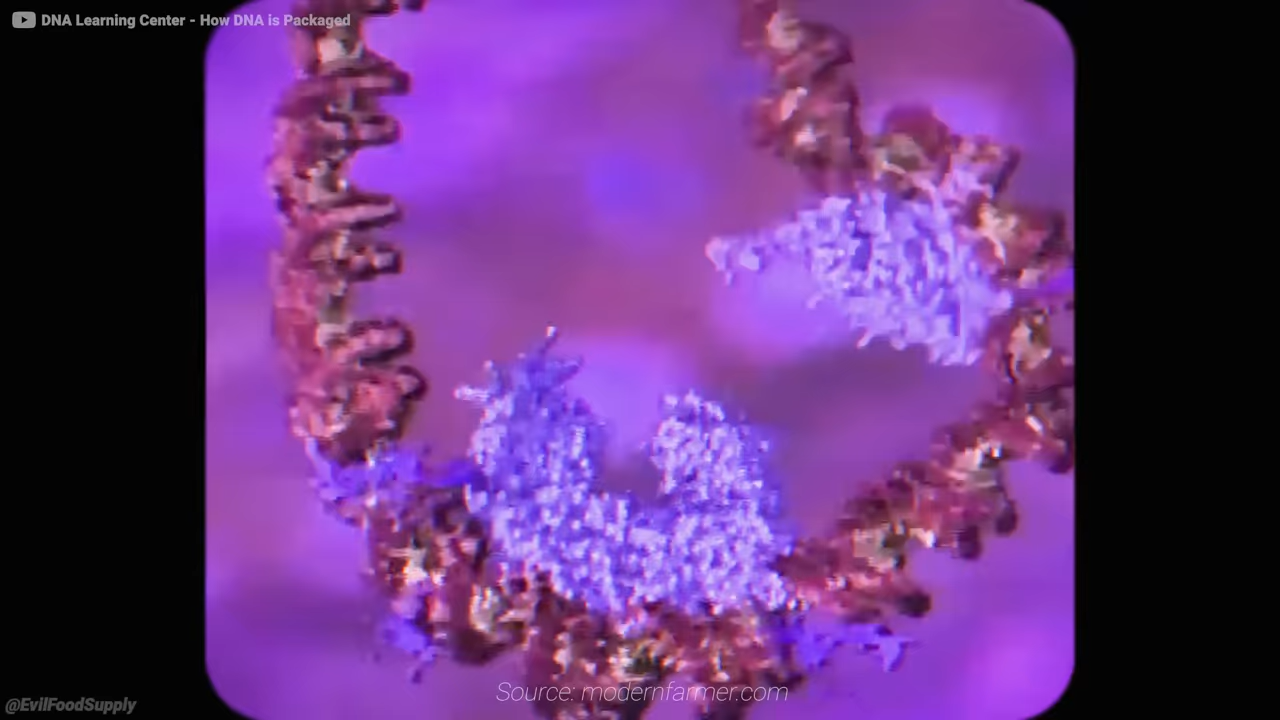 DNA Learning Center - How DNA is Packaged
Source: modernfarmer.com
@EvilFoodSupply